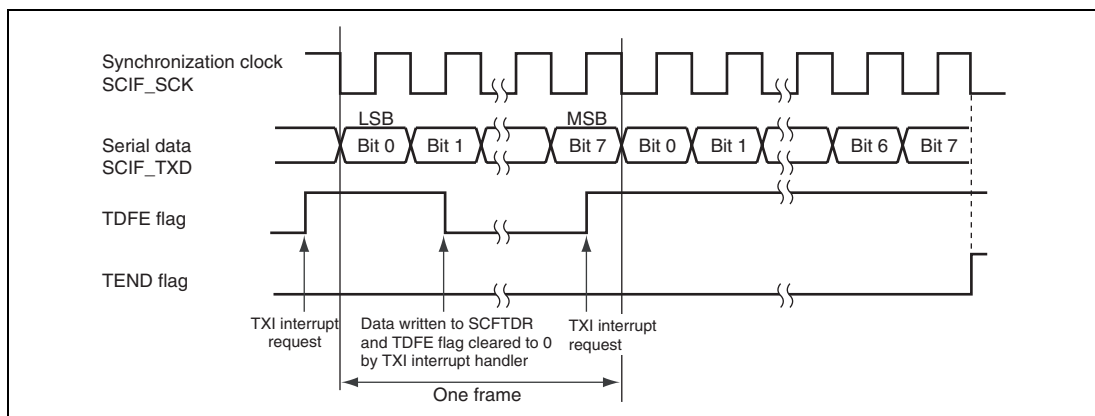 Synchronization clock
SCIF_SCK
LSB
MSB
Serial data
SCIF_TXD
Bit 0
Bit 1
Bit 7
Bit 0
Bit 1
Bit 6
Bit 7
TDFE flag
TEND flag
TXI interrupt
request
Data written to SCFTDR
and TDFE flag cleared to 0
by TXI interrupt handler
TXI interrupt
request
One frame